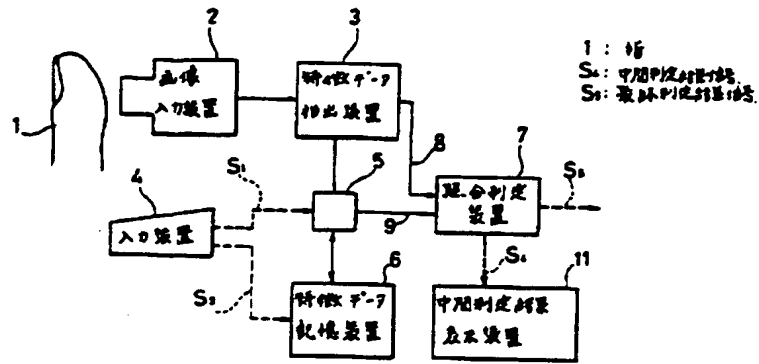 2
3
画像
入力装置
特徴データ
抽出装置
1
1: 指
S₄: 中間判定結果信号
S₅: 最終判定結果信号
8
7
照合判定
装置
S₅
4
入力装置
S₁
5
9
S₂
6
特徴データ
記憶装置
S₄
11
中間判定結果
表示装置